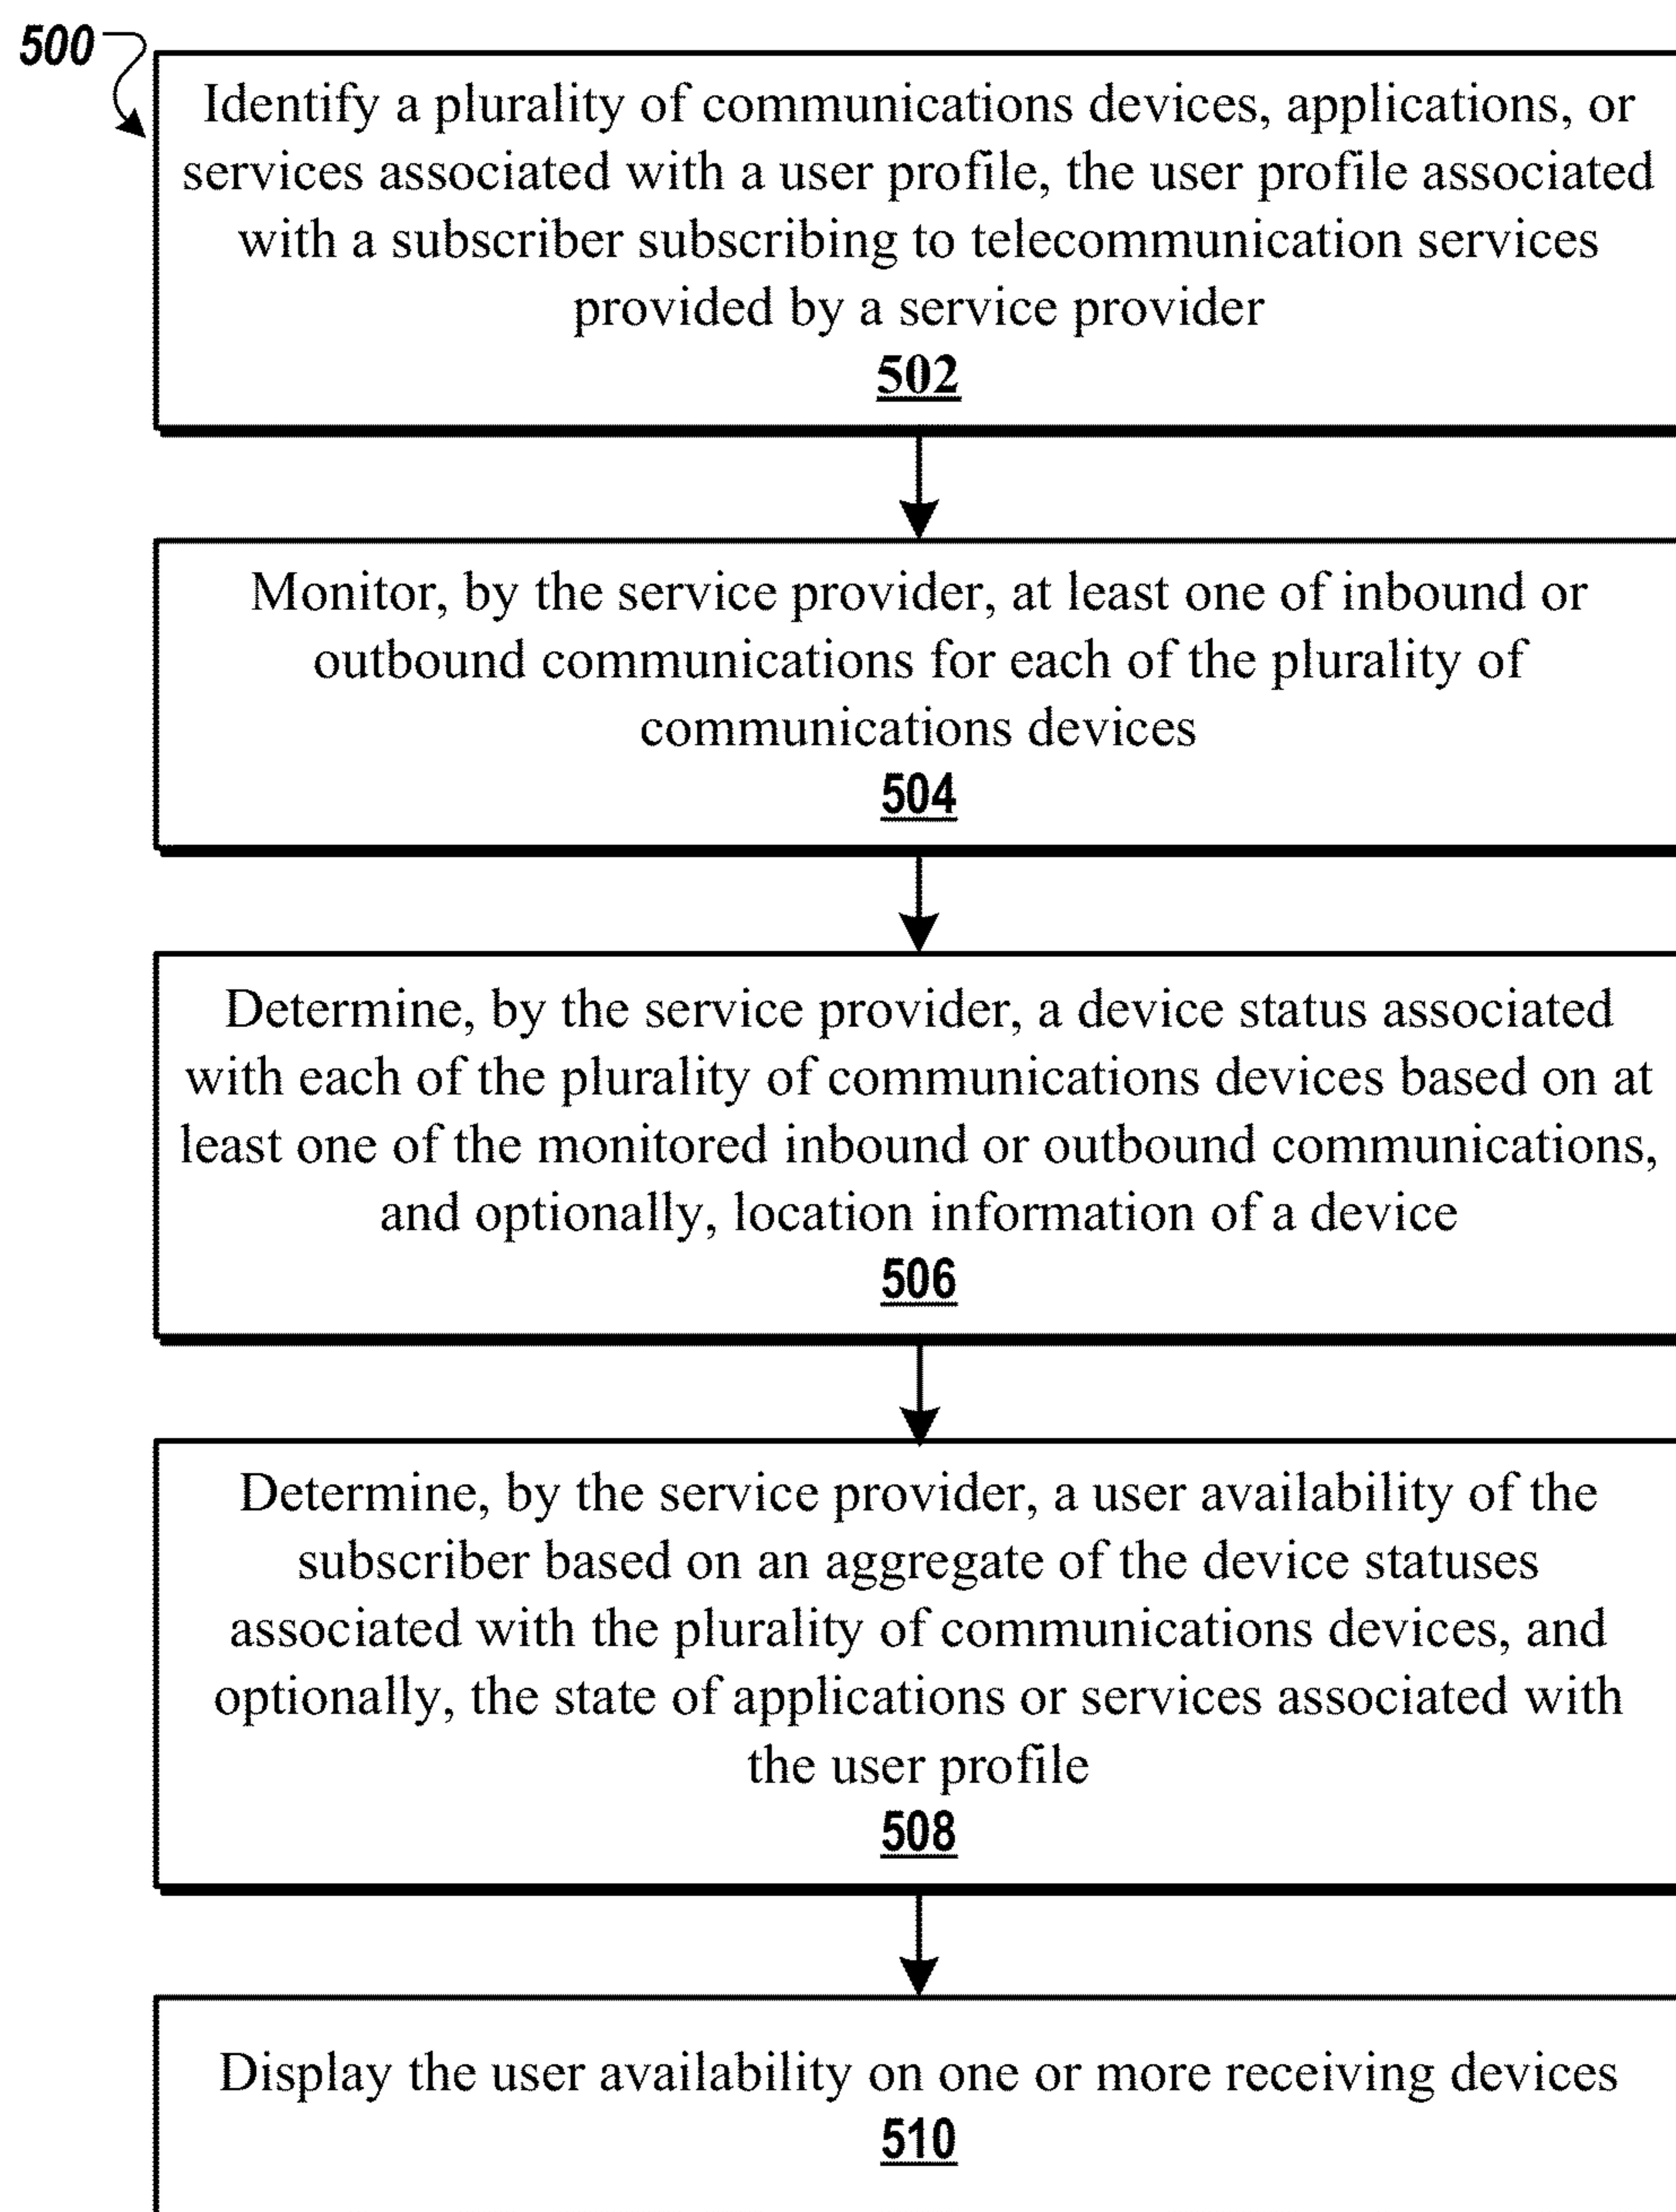 500
Identify a plurality of communications devices, applications, or
services associated with a user profile, the user profile associated
with a subscriber subscribing to telecommunication services
provided by a service provider
502
Monitor, by the service provider, at least one of inbound or
outbound communications for each of the plurality of
communications devices
504
Determine, by the service provider, a device status associated
with each of the plurality of communications devices based on at
least one of the monitored inbound or outbound communications,
and optionally, location information of a device
506
Determine, by the service provider, a user availability of the
subscriber based on an aggregate of the device statuses
associated with the plurality of communications devices, and
optionally, the state of applications or services associated with
the user profile
508
Display the user availability on one or more receiving devices
510